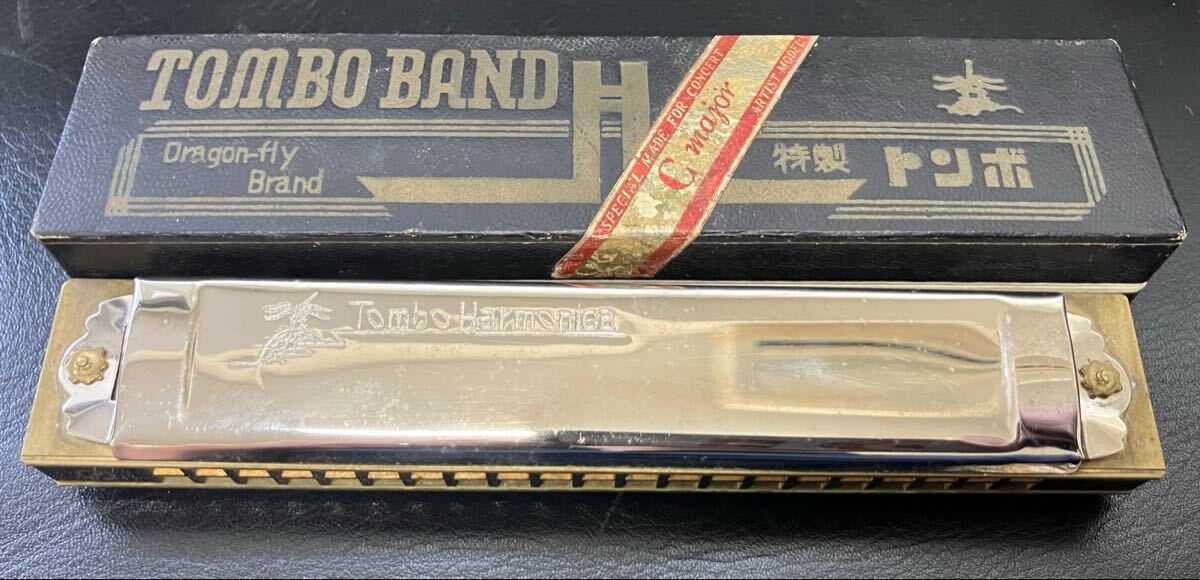 TOMBO BAND
Dragon-fly
Brand
SPECIAL MADE FOR CONCERT
C major
ARTIST MODEL
特製 トンボ
Tombo Harmonica